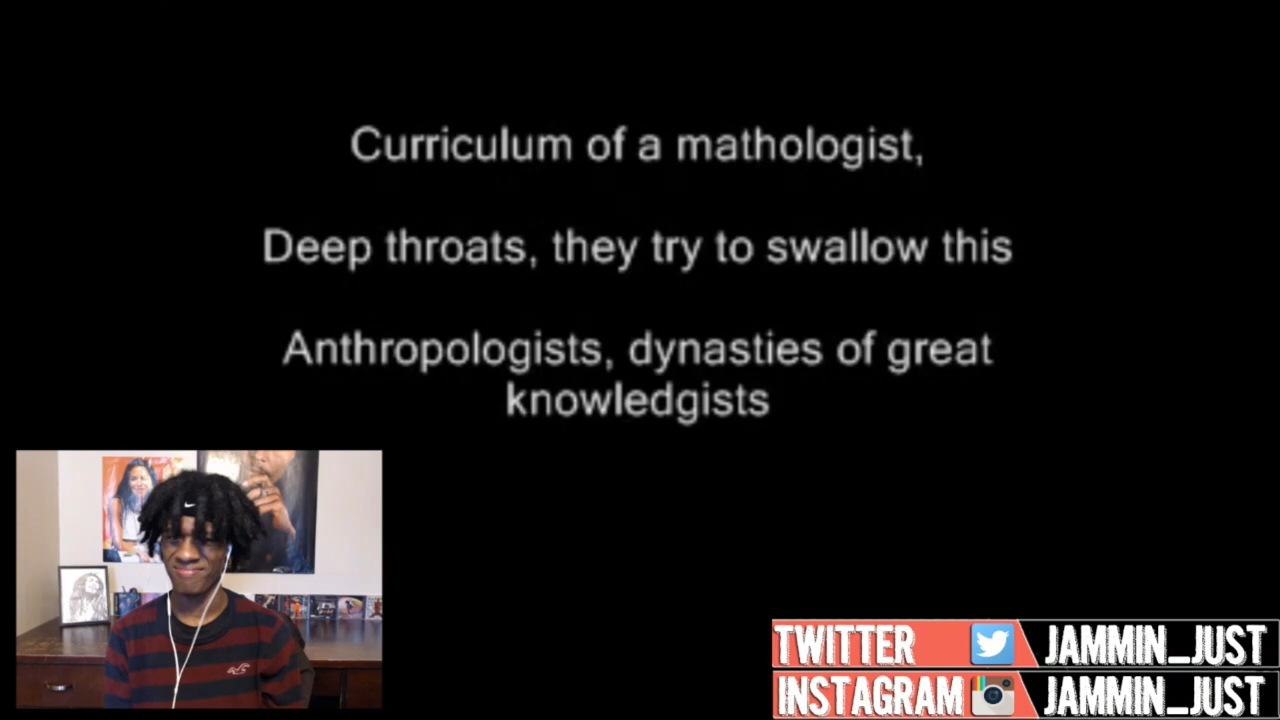 Curriculum of a mathologist,
Deep throats, they try to swallow this
Anthropologists, dynasties of great
knowledgists
TWITTER JAMMIN_JUST
INSTAGRAM JAMMIN_JUST